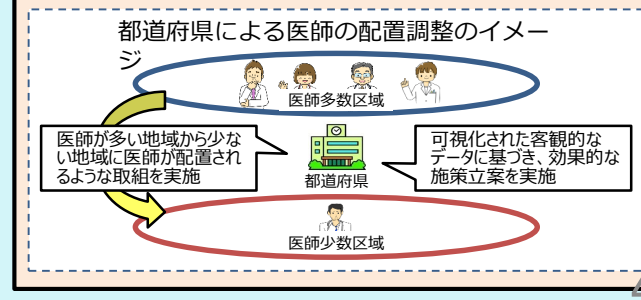 都道府県による医師の配置調整のイメー
ジ
医師多数区域
医師が多い地域から少な
い地域に医師が配置され
るような取組を実施
都道府県
可視化された客観的な
データに基づき、効果的な
施策立案を実施
医師少数区域